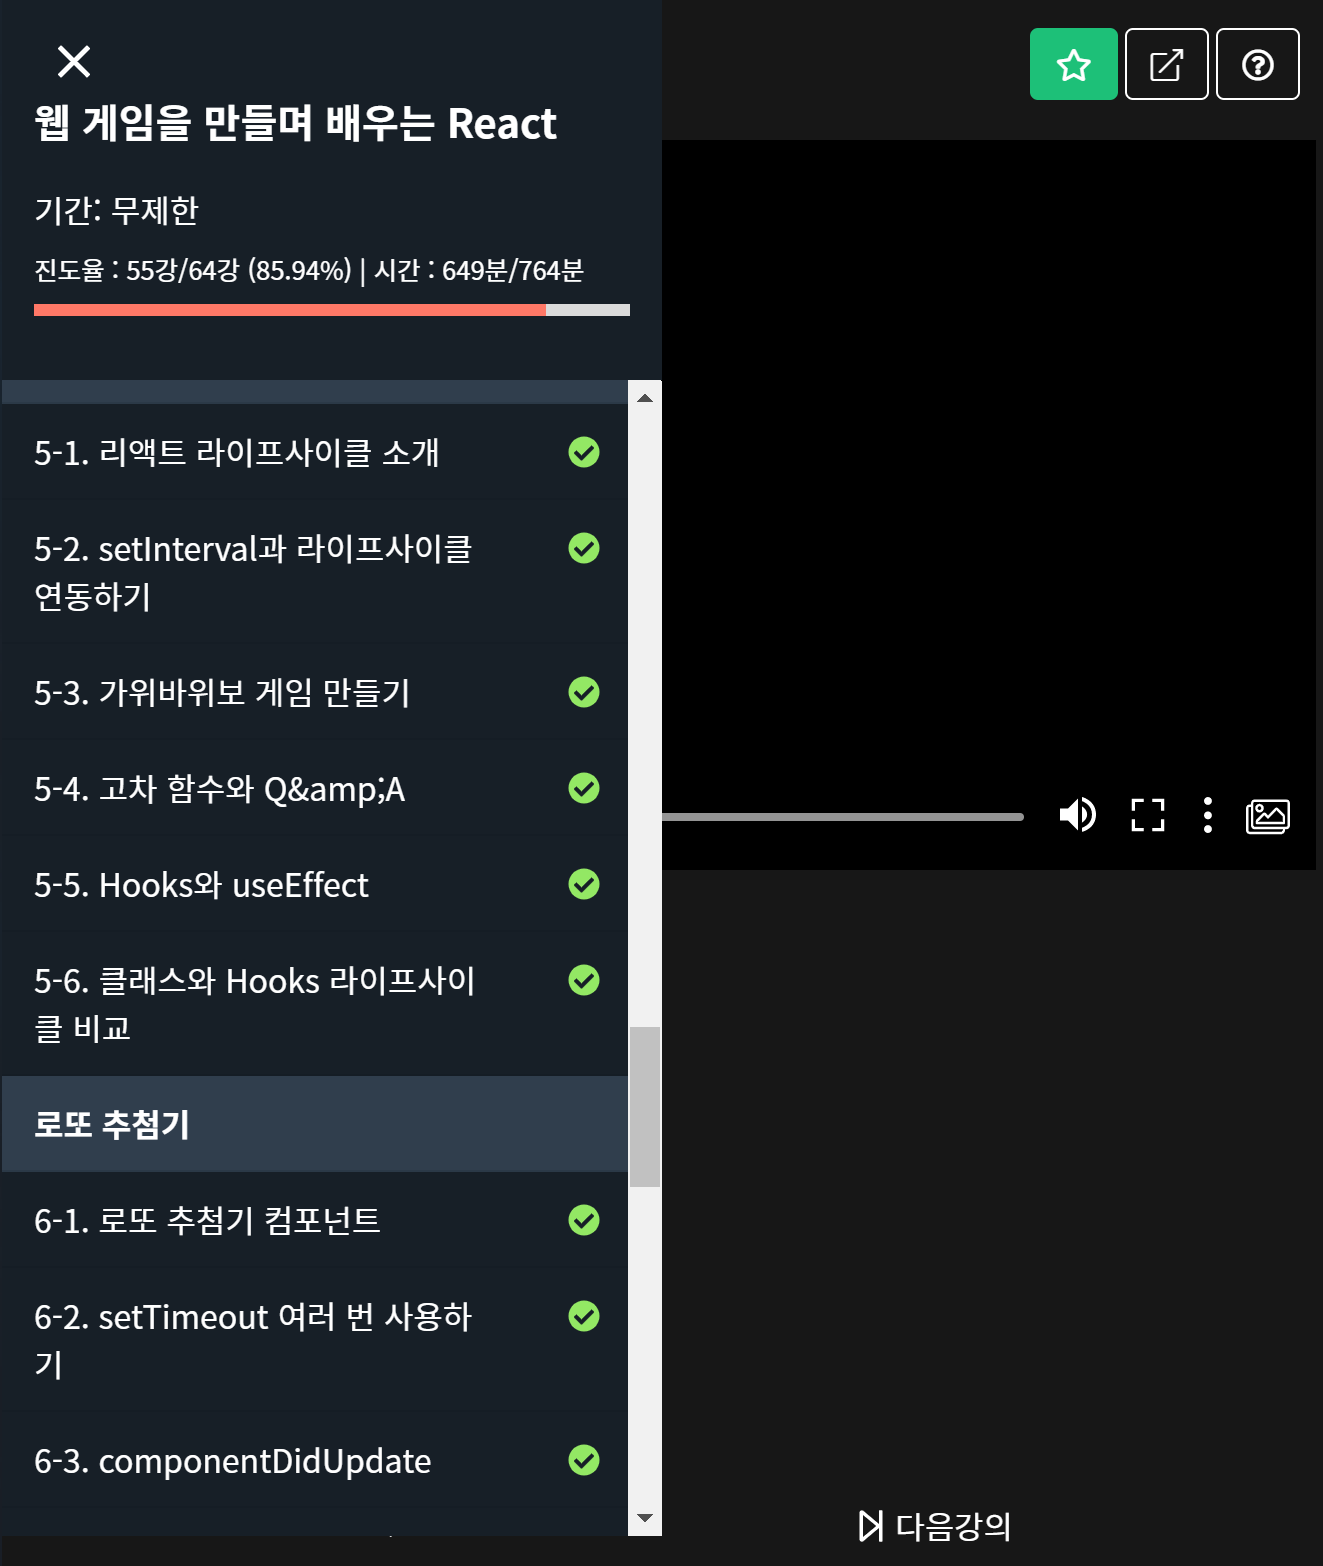 웹 게임을 만들며 배우는 React
기간: 무제한
진도율 : 55강/64강 (85.94%) | 시간 : 649분/764분
5-1. 리액트 라이프사이클 소개
5-2. setInterval과 라이프사이클
연동하기
5-3. 가위바위보 게임 만들기
5-4. 고차 함수와 Q&amp;A
5-5. Hooks와 useEffect
5-6. 클래스와 Hooks 라이프사이
클 비교
로또 추첨기
6-1. 로또 추첨기 컴포넌트
6-2. setTimeout 여러 번 사용하
기
6-3. componentDidUpdate
다음강의